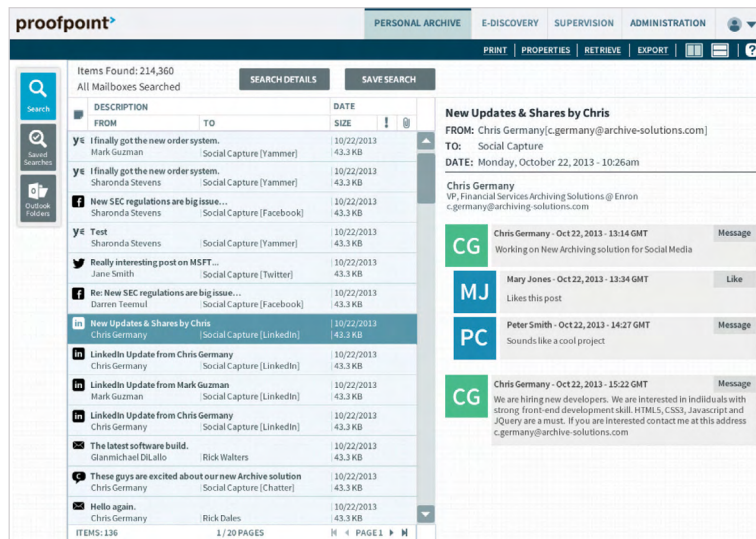 proofpoint
PERSONAL ARCHIVE E-DISCOVERY SUPERVISION ADMINISTRATION
PRINT | PROPERTIES | RETRIEVE | EXPORT | ?
Items Found: 214,360
All Mailboxes Searched
SEARCH DETAILS SAVE SEARCH
Search
Saved
Searches
Outlook
Folders
DESCRIPTION DATE
FROM TO SIZE !
I finally got the new order system. 10/22/2013
Mark Guzman Social Capture [Yammer] 43.3 KB
I finally got the new order system. 10/22/2013
Sharonda Stevens Social Capture [Yammer] 43.3 KB
New SEC regulations are big issue... 10/22/2013
Sharonda Stevens Social Capture [Facebook] 43.3 KB
Test 10/22/2013
Sharonda Stevens Social Capture [Yammer] 43.3 KB
Really interesting post on MSFT... 10/22/2013
Jane Smith Social Capture [Twitter] 43.3 KB
Re: New SEC regulations are big issue... 10/22/2013
Darren Teemul Social Capture [Facebook] 43.3 KB
New Updates & Shares by Chris 10/22/2013
Chris Germany Social Capture [LinkedIn] 43.3 KB
LinkedIn Update from Chris Germany 10/22/2013
Chris Germany Social Capture [LinkedIn] 43.3 KB
LinkedIn Update from Mark Guzman 10/22/2013
Mark Guzman Social Capture [LinkedIn] 43.3 KB
LinkedIn Update from Chris Germany 10/22/2013
Chris Germany Social Capture [LinkedIn] 43.3 KB
The latest software build. 10/22/2013
Gianmichael DiLallo Rick Walters 43.3 KB
These guys are excited about our new Archive solution 10/22/2013
Chris Germany Social Capture [Chatter] 43.3 KB
Hello again. 10/22/2013
Chris Germany Rick Dales 43.3 KB
ITEMS: 136 1 / 20 PAGES PAGE 1
New Updates & Shares by Chris
FROM: Chris Germany[c.germany@archive-solutions.com]
TO: Social Capture
DATE: Monday, October 22, 2013 - 10:26am
Chris Germany
VP, Financial Services Archiving Solutions @ Enron
c.germany@archiving-solutions.com
CG
Chris Germany - Oct 22, 2013 - 13:14 GMT Message
Working on New Archiving solution for Social Media
MJ
Mary Jones - Oct 22, 2013 - 13:34 GMT Like
Likes this post
PC
Peter Smith - Oct 22, 2013 - 14:27 GMT Message
Sounds like a cool project
CG
Chris Germany - Oct 22, 2013 - 15:22 GMT Message
We are hiring new developers. We are interested in indiiduals with
strong front-end development skill. HTML5, CSS3, Javascript and
JQuery are a must. If you are interested contact me at this address
c.germany@archive-solutions.com